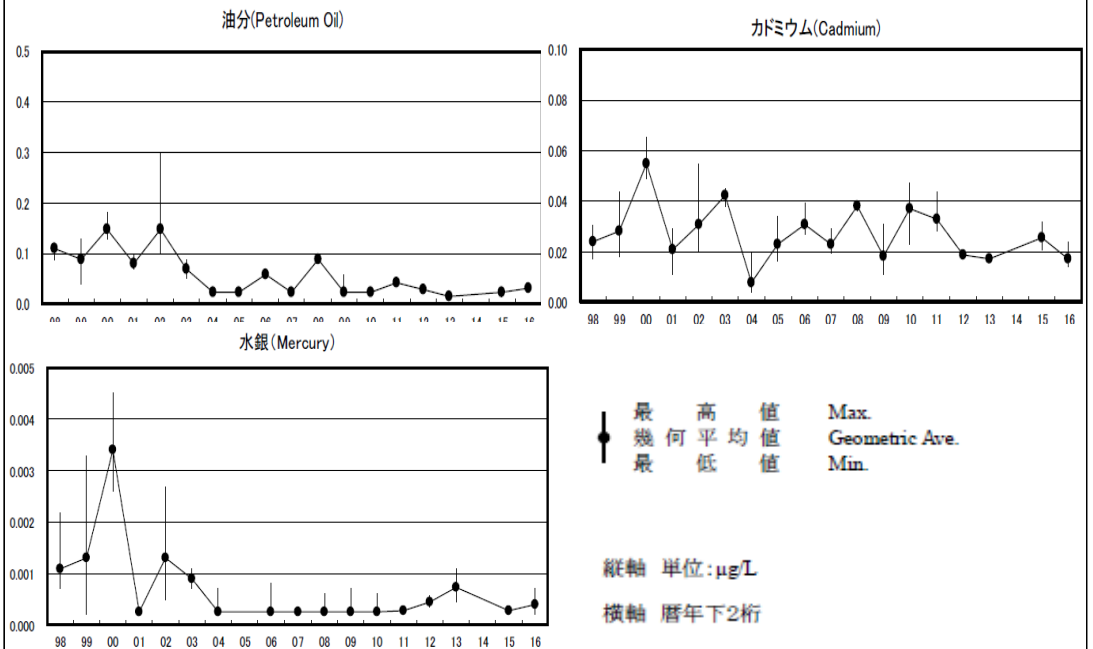 油分(Petroleum Oil)
0.5
0.4
0.3
0.2
0.1
0.0
98 99 00 01 02 03 04 05 06 07 08 09 10 11 12 13 14 15 16
カドミウム(Cadmium)
0.10
0.08
0.06
0.04
0.02
0.00
98 99 00 01 02 04 05 06 07 08 09 10 11 12 13 14 15 16
水銀(Mercury)
0.005
0.004
0.003
0.002
0.001
0.000
98 99 00 01 02 03 04 05 06 07 08 09 10 11 12 13 14 15 16
最高値 Max.
幾何平均値 Geometric Ave.
最低値 Min.
縦軸 単位:μg/L
横軸 暦年下2桁